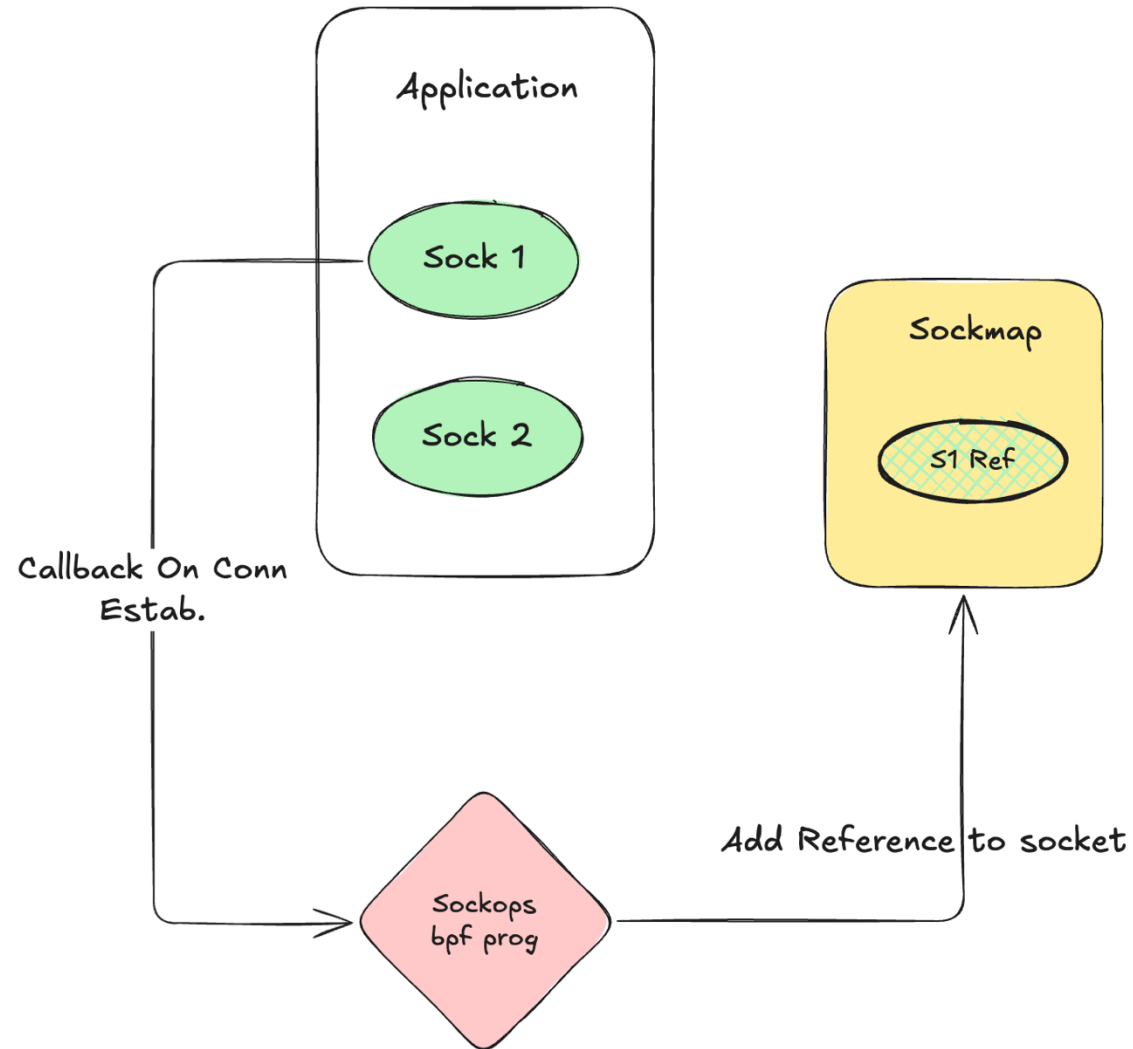 Application
Sock 1
Sock 2
Sockmap
S1 Ref
Callback On Conn
Estab.
Add Reference to socket
Sockops
bpf prog